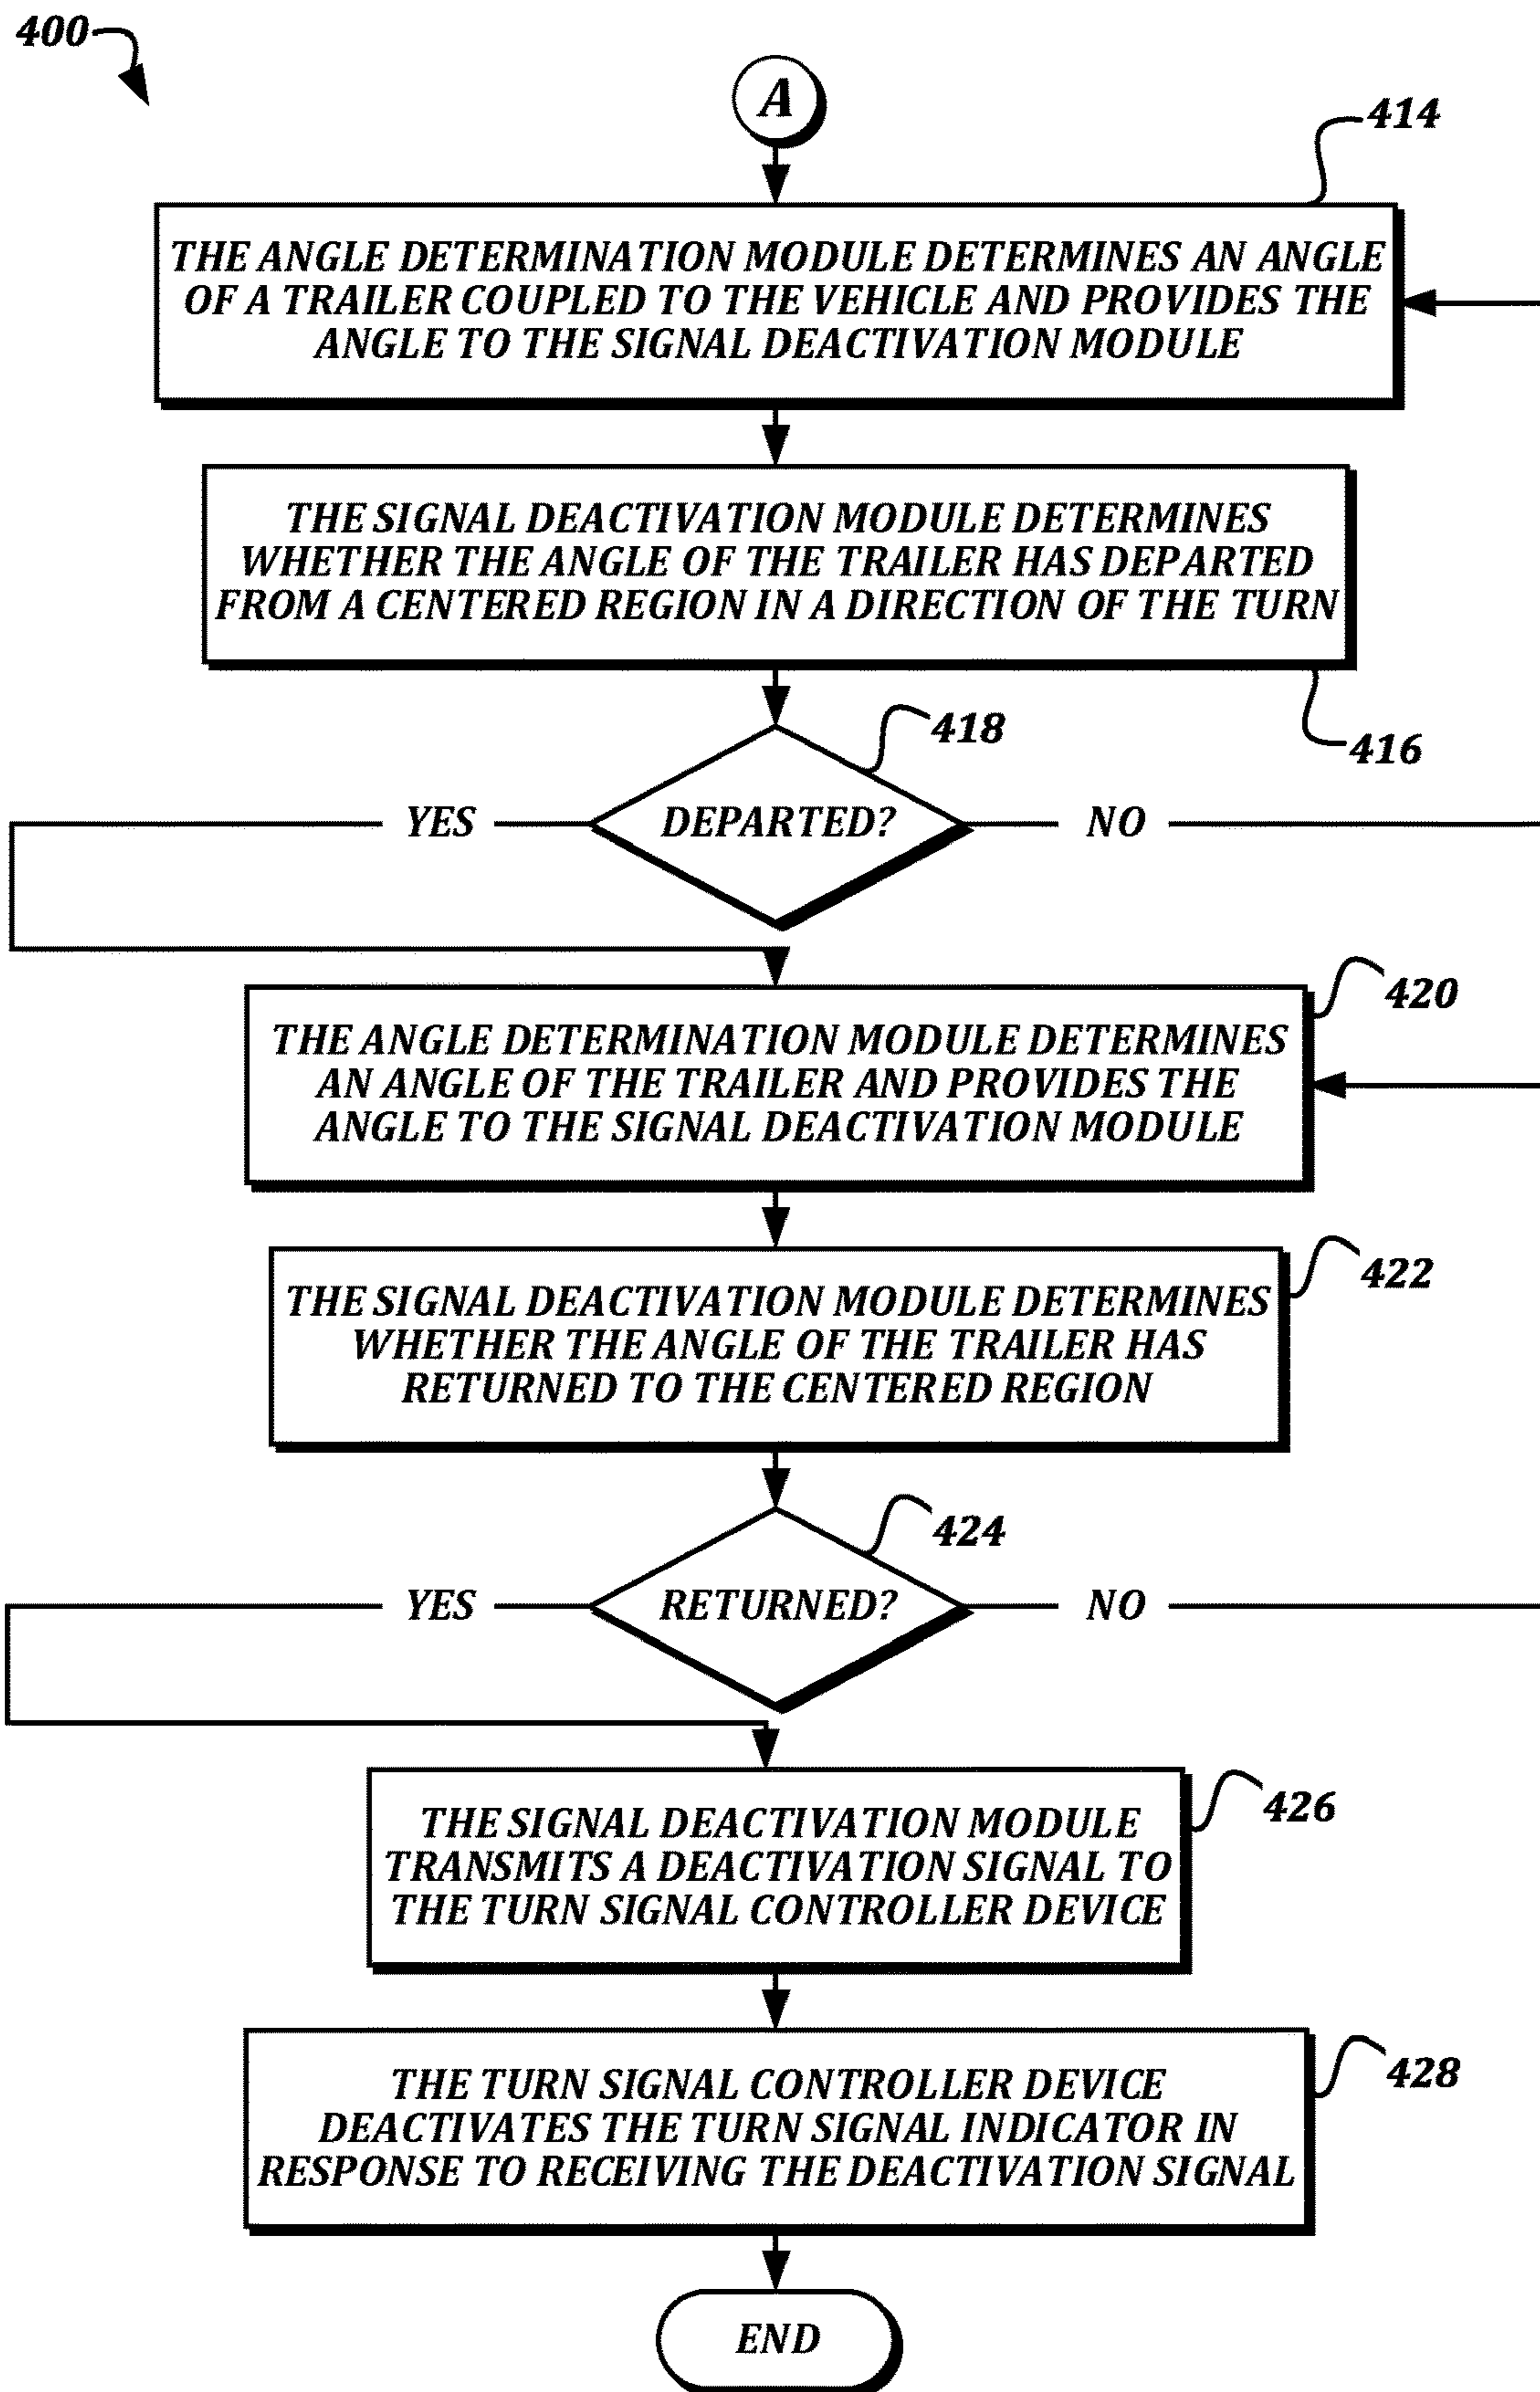 400
A
414
THE ANGLE DETERMINATION MODULE DETERMINES AN ANGLE
OF A TRAILER COUPLED TO THE VEHICLE AND PROVIDES THE
ANGLE TO THE SIGNAL DEACTIVATION MODULE
THE SIGNAL DEACTIVATION MODULE DETERMINES
WHETHER THE ANGLE OF THE TRAILER HAS DEPARTED
FROM A CENTERED REGION IN A DIRECTION OF THE TURN
416
418
YES
DEPARTED?
NO
420
THE ANGLE DETERMINATION MODULE DETERMINES
AN ANGLE OF THE TRAILER AND PROVIDES THE
ANGLE TO THE SIGNAL DEACTIVATION MODULE
422
THE SIGNAL DEACTIVATION MODULE DETERMINES
WHETHER THE ANGLE OF THE TRAILER HAS
RETURNED TO THE CENTERED REGION
424
YES
RETURNED?
NO
426
THE SIGNAL DEACTIVATION MODULE
TRANSMITS A DEACTIVATION SIGNAL TO
THE TURN SIGNAL CONTROLLER DEVICE
428
THE TURN SIGNAL CONTROLLER DEVICE
DEACTIVATES THE TURN SIGNAL INDICATOR IN
RESPONSE TO RECEIVING THE DEACTIVATION SIGNAL
END